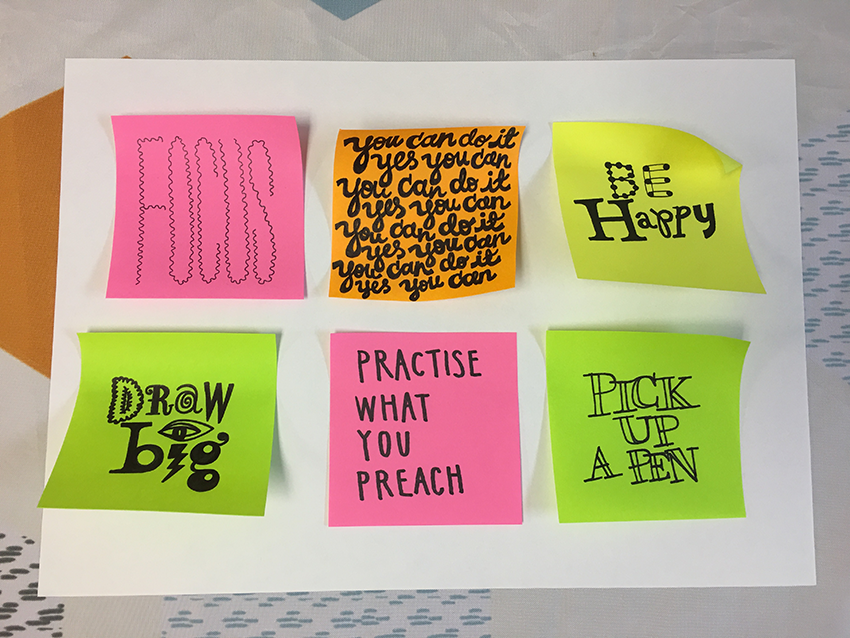 FOCUS
you can do it
yes you can
you can do it
yes you can
you can do it
yes you can
you can do it
yes you can
BE
Happy
DRaW
big
PRACTISE
WHAT
YOU
PREACH
PICK
UP
A PEN